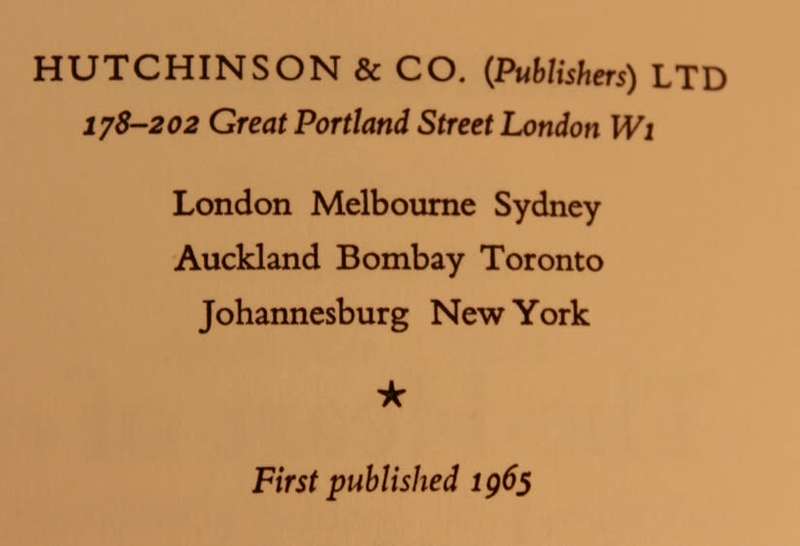 HUTCHINSON & CO. (Publishers) LTD
178–202 Great Portland Street London W1
London Melbourne Sydney
Auckland Bombay Toronto
Johannesburg New York
★
First published 1965